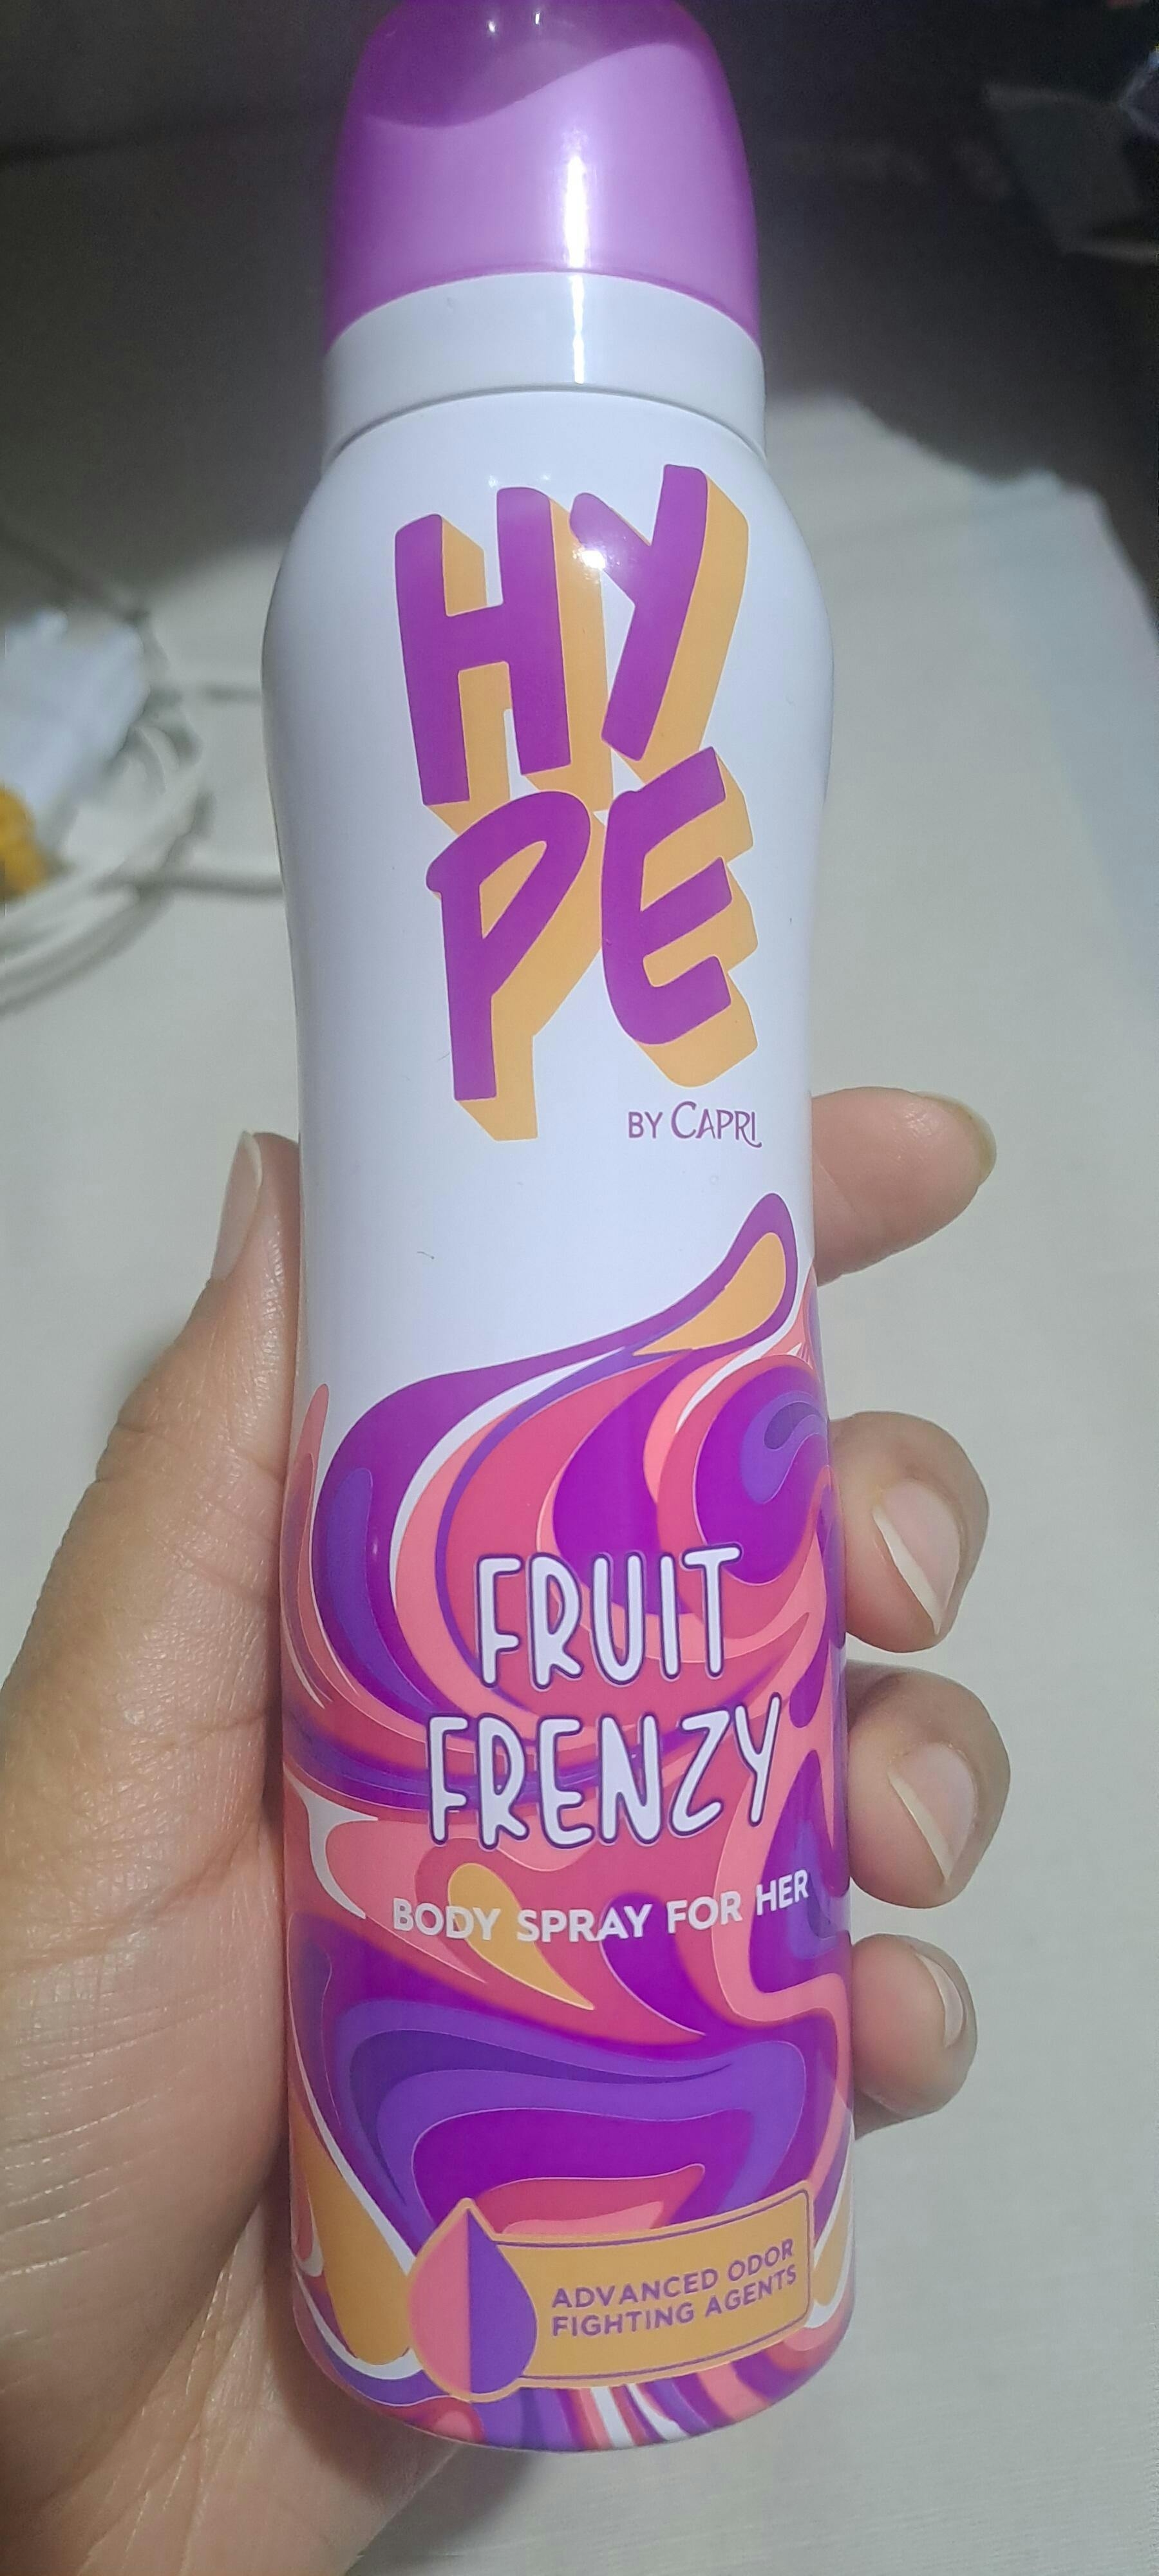 HY
PE
BY CAPRI
FRUIT
FRENZY
BODY SPRAY FOR HER
ADVANCED ODOR
FIGHTING AGENTS